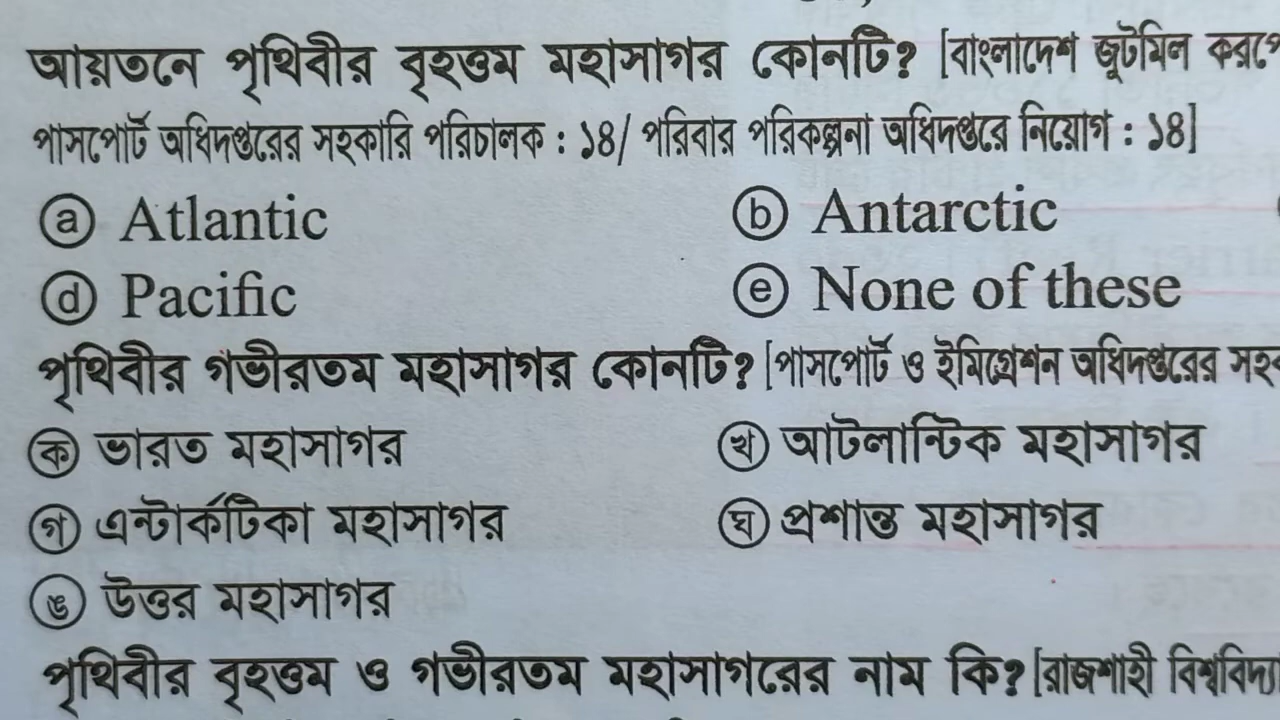 আয়তনে পৃথিবীর বৃহত্তম মহাসাগর কোনটি? [বাংলাদেশ জুটমিল
পাসপোর্ট অধিদপ্তরের সহকারি পরিচালক : ১৪/ পরিবার পরিকল্পনা অধিদপ্তরে নিয়োগ : ১৪]
ⓐ Atlantic ⓑ Antarctic
ⓓ Pacific ⓔ None of these
পৃথিবীর গভীরতম মহাসাগর কোনটি? [পাসপোর্ট ও ইমিগ্রেশন অধিদপ্তরের
ক ভারত মহাসাগর খ আটলান্টিক মহাসাগর
গ এন্টার্কটিকা মহাসাগর ঘ প্রশান্ত মহাসাগর
ঙ উত্তর মহাসাগর
পৃথিবীর বৃহত্তম ও গভীরতম মহাসাগরের নাম কি? [রাজশাহী